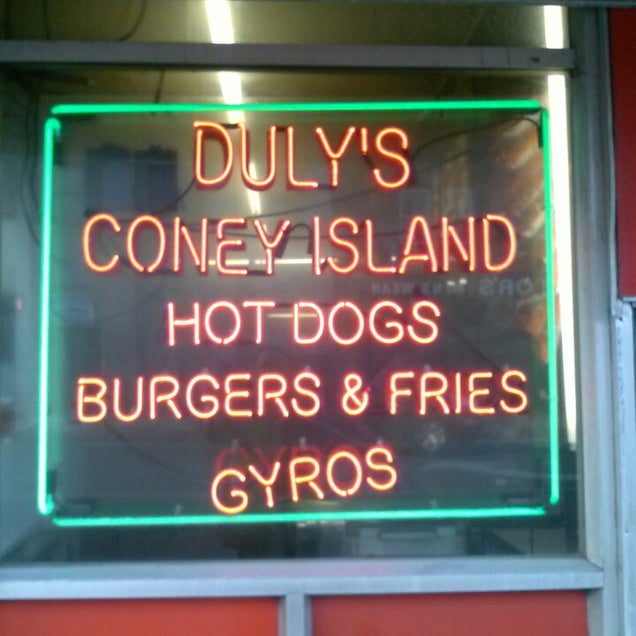 DULY'S
CONEY ISLAND
HOT DOGS
BURGERS & FRIES
GYROS